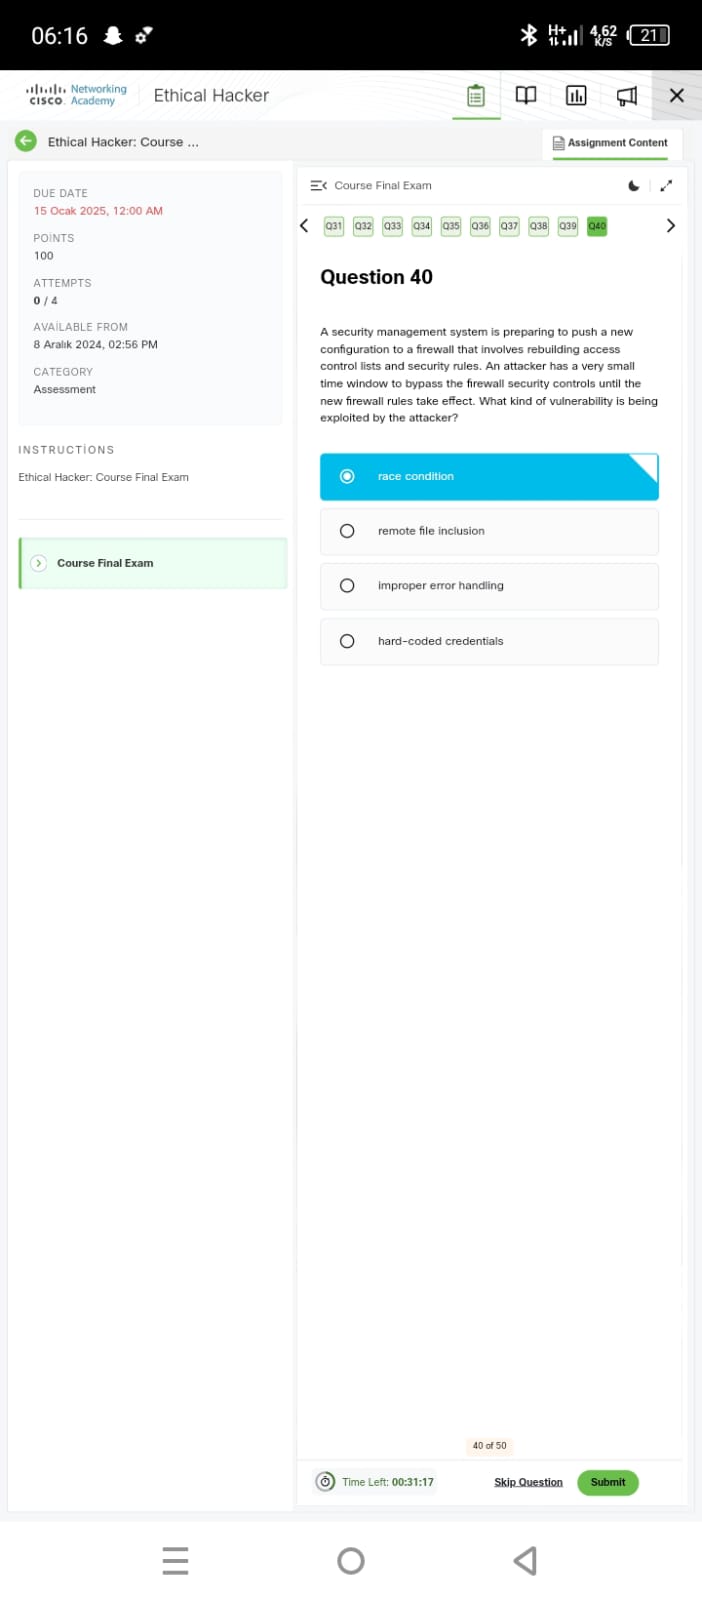 06:16
H+
4,62
K/S
21
Networking
CISCO. Academy
Ethical Hacker
Ethical Hacker: Course ...
Assignment Content
DUE DATE
15 Ocak 2025, 12:00 AM
POİNTS
100
ATTEMPTS
0 / 4
AVAİLABLE FROM
8 Aralık 2024, 02:56 PM
CATEGORY
Assessment
INSTRUCTİONS
Ethical Hacker: Course Final Exam
Course Final Exam
Course Final Exam
Q31 Q32 Q33 Q34 Q35 Q36 Q37 Q38 Q39 Q40
Question 40
A security management system is preparing to push a new
configuration to a firewall that involves rebuilding access
control lists and security rules. An attacker has a very small
time window to bypass the firewall security controls until the
new firewall rules take effect. What kind of vulnerability is being
exploited by the attacker?
race condition
remote file inclusion
improper error handling
hard-coded credentials
40 of 50
Time Left: 00:31:17
Skip Question
Submit